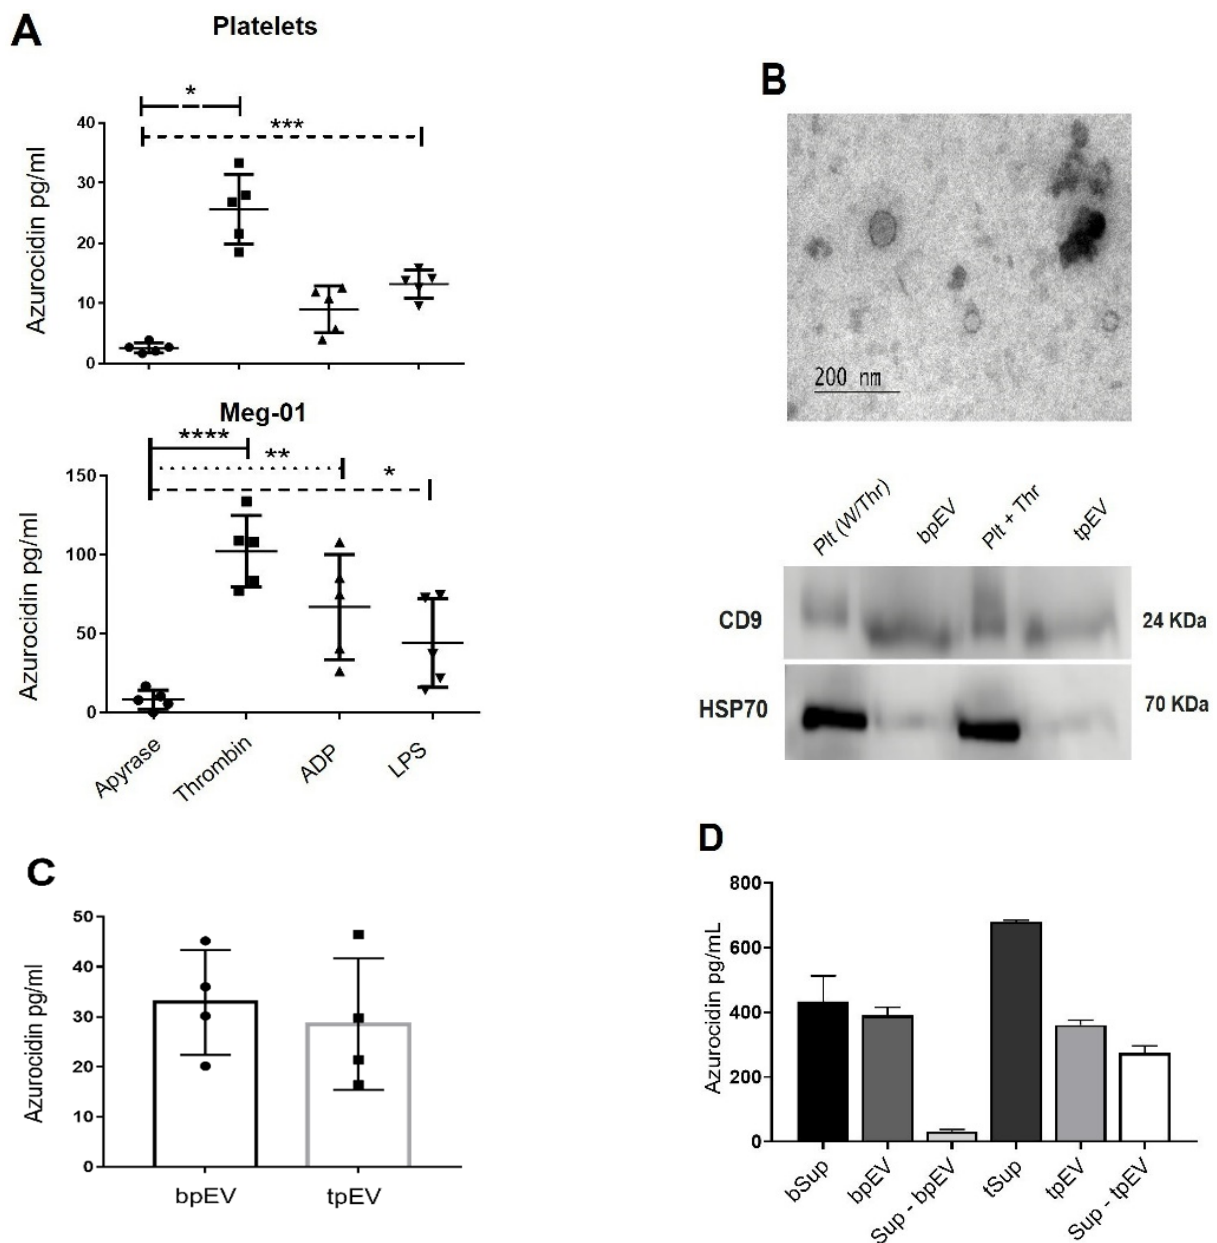 A
Platelets
*
***
Azurocidin pg/ml
40
30
20
10
0
Meg-01
****
**
*
Azurocidin pg/ml
150
100
50
0
Apyrase
Thrombin
ADP
LPS
B
200 nm
Plt (W/Thr)
bpEV
Plt + Thr
tpEV
CD9
24 KDa
HSP70
70 KDa
C
Azurocidin pg/ml
50
40
30
20
10
0
bpEV
tpEV
D
Azurocidin pg/mL
800
600
400
200
0
bSup
bpEV
Sup - bpEV
tSup
tpEV
Sup - tpEV